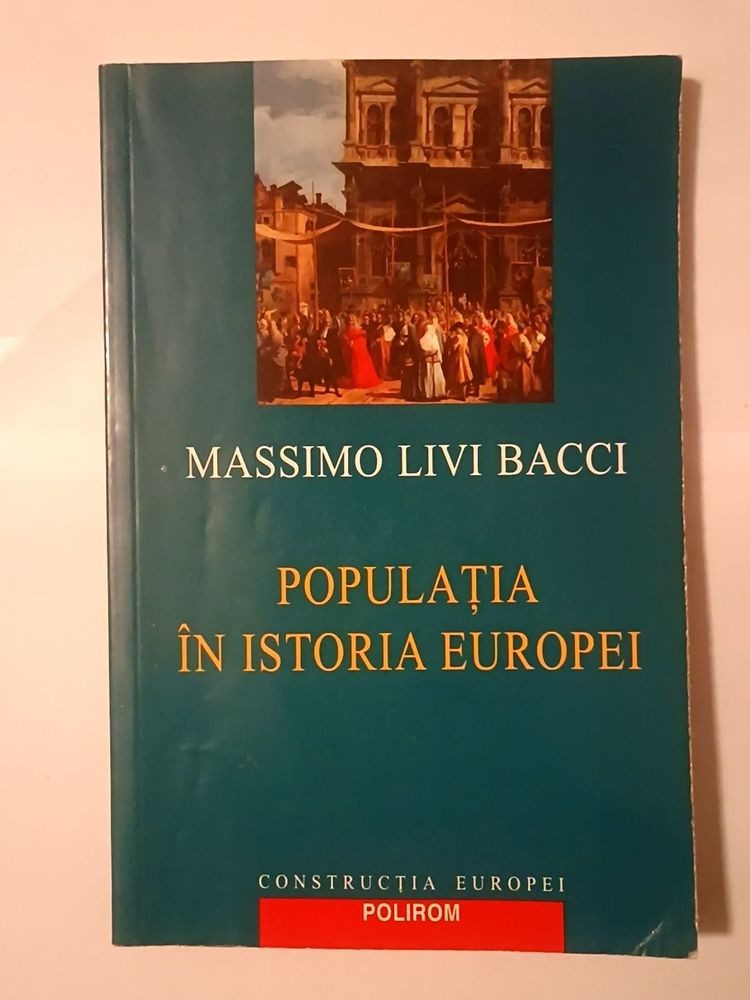 MASSIMO LIVI BACCI
POPULAȚIA
ÎN ISTORIA EUROPEI
CONSTRUCȚIA EUROPEI
POLIROM